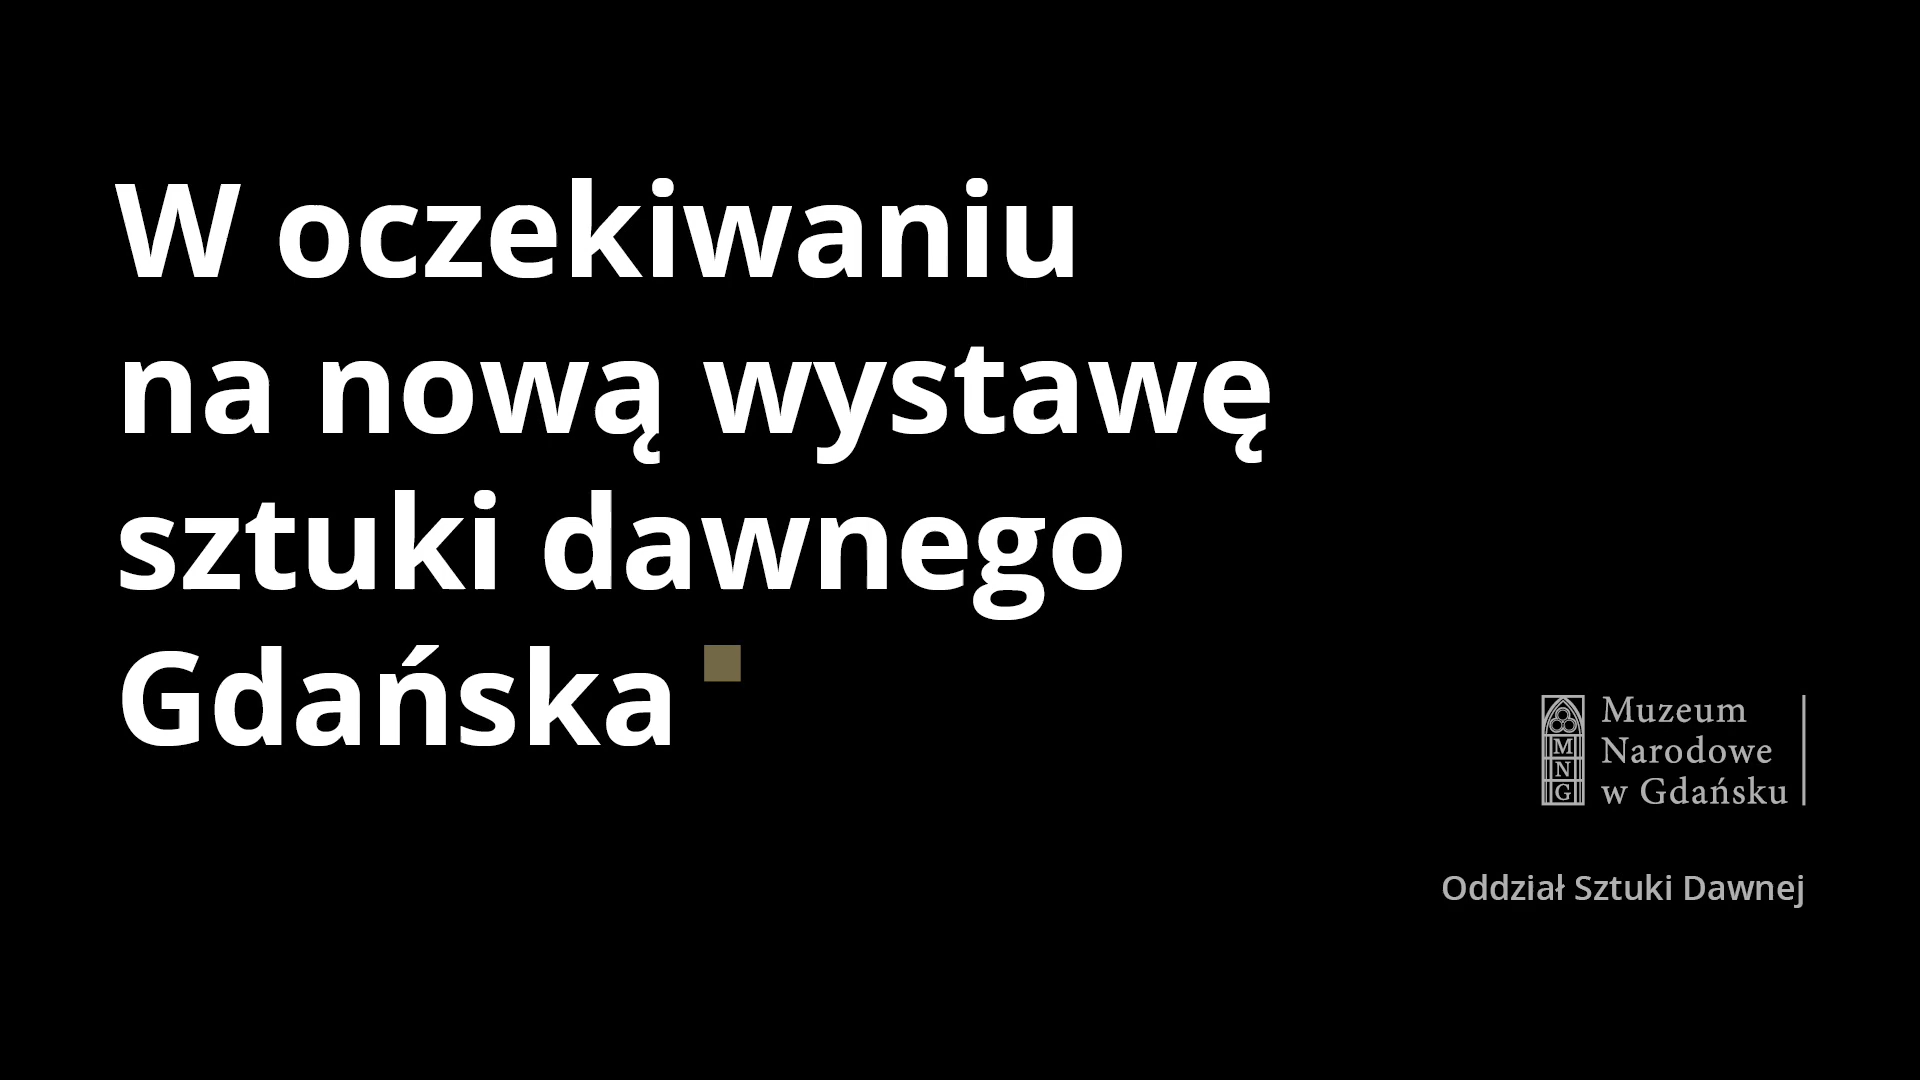 W oczekiwaniu
na nową wystawę
sztuki dawnego
Gdańska
M
N
G
Muzeum
Narodowe
w Gdańsku
Oddział Sztuki Dawnej